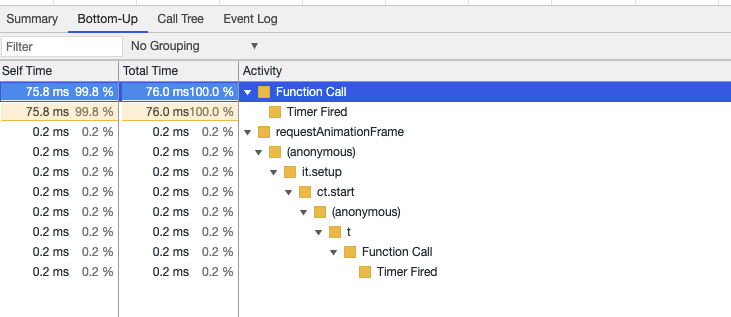 Summary Bottom-Up Call Tree Event Log
Filter No Grouping ▼
Self Time Total Time Activity
75.8 ms 99.8 % 76.0 ms 100.0 % Function Call
75.8 ms 99.8 % 76.0 ms 100.0 % Timer Fired
0.2 ms 0.2 % 0.2 ms 0.2 % requestAnimationFrame
0.2 ms 0.2 % 0.2 ms 0.2 % (anonymous)
0.2 ms 0.2 % 0.2 ms 0.2 % it.setup
0.2 ms 0.2 % 0.2 ms 0.2 % ct.start
0.2 ms 0.2 % 0.2 ms 0.2 % (anonymous)
0.2 ms 0.2 % 0.2 ms 0.2 % t
0.2 ms 0.2 % 0.2 ms 0.2 % Function Call
0.2 ms 0.2 % 0.2 ms 0.2 % Timer Fired